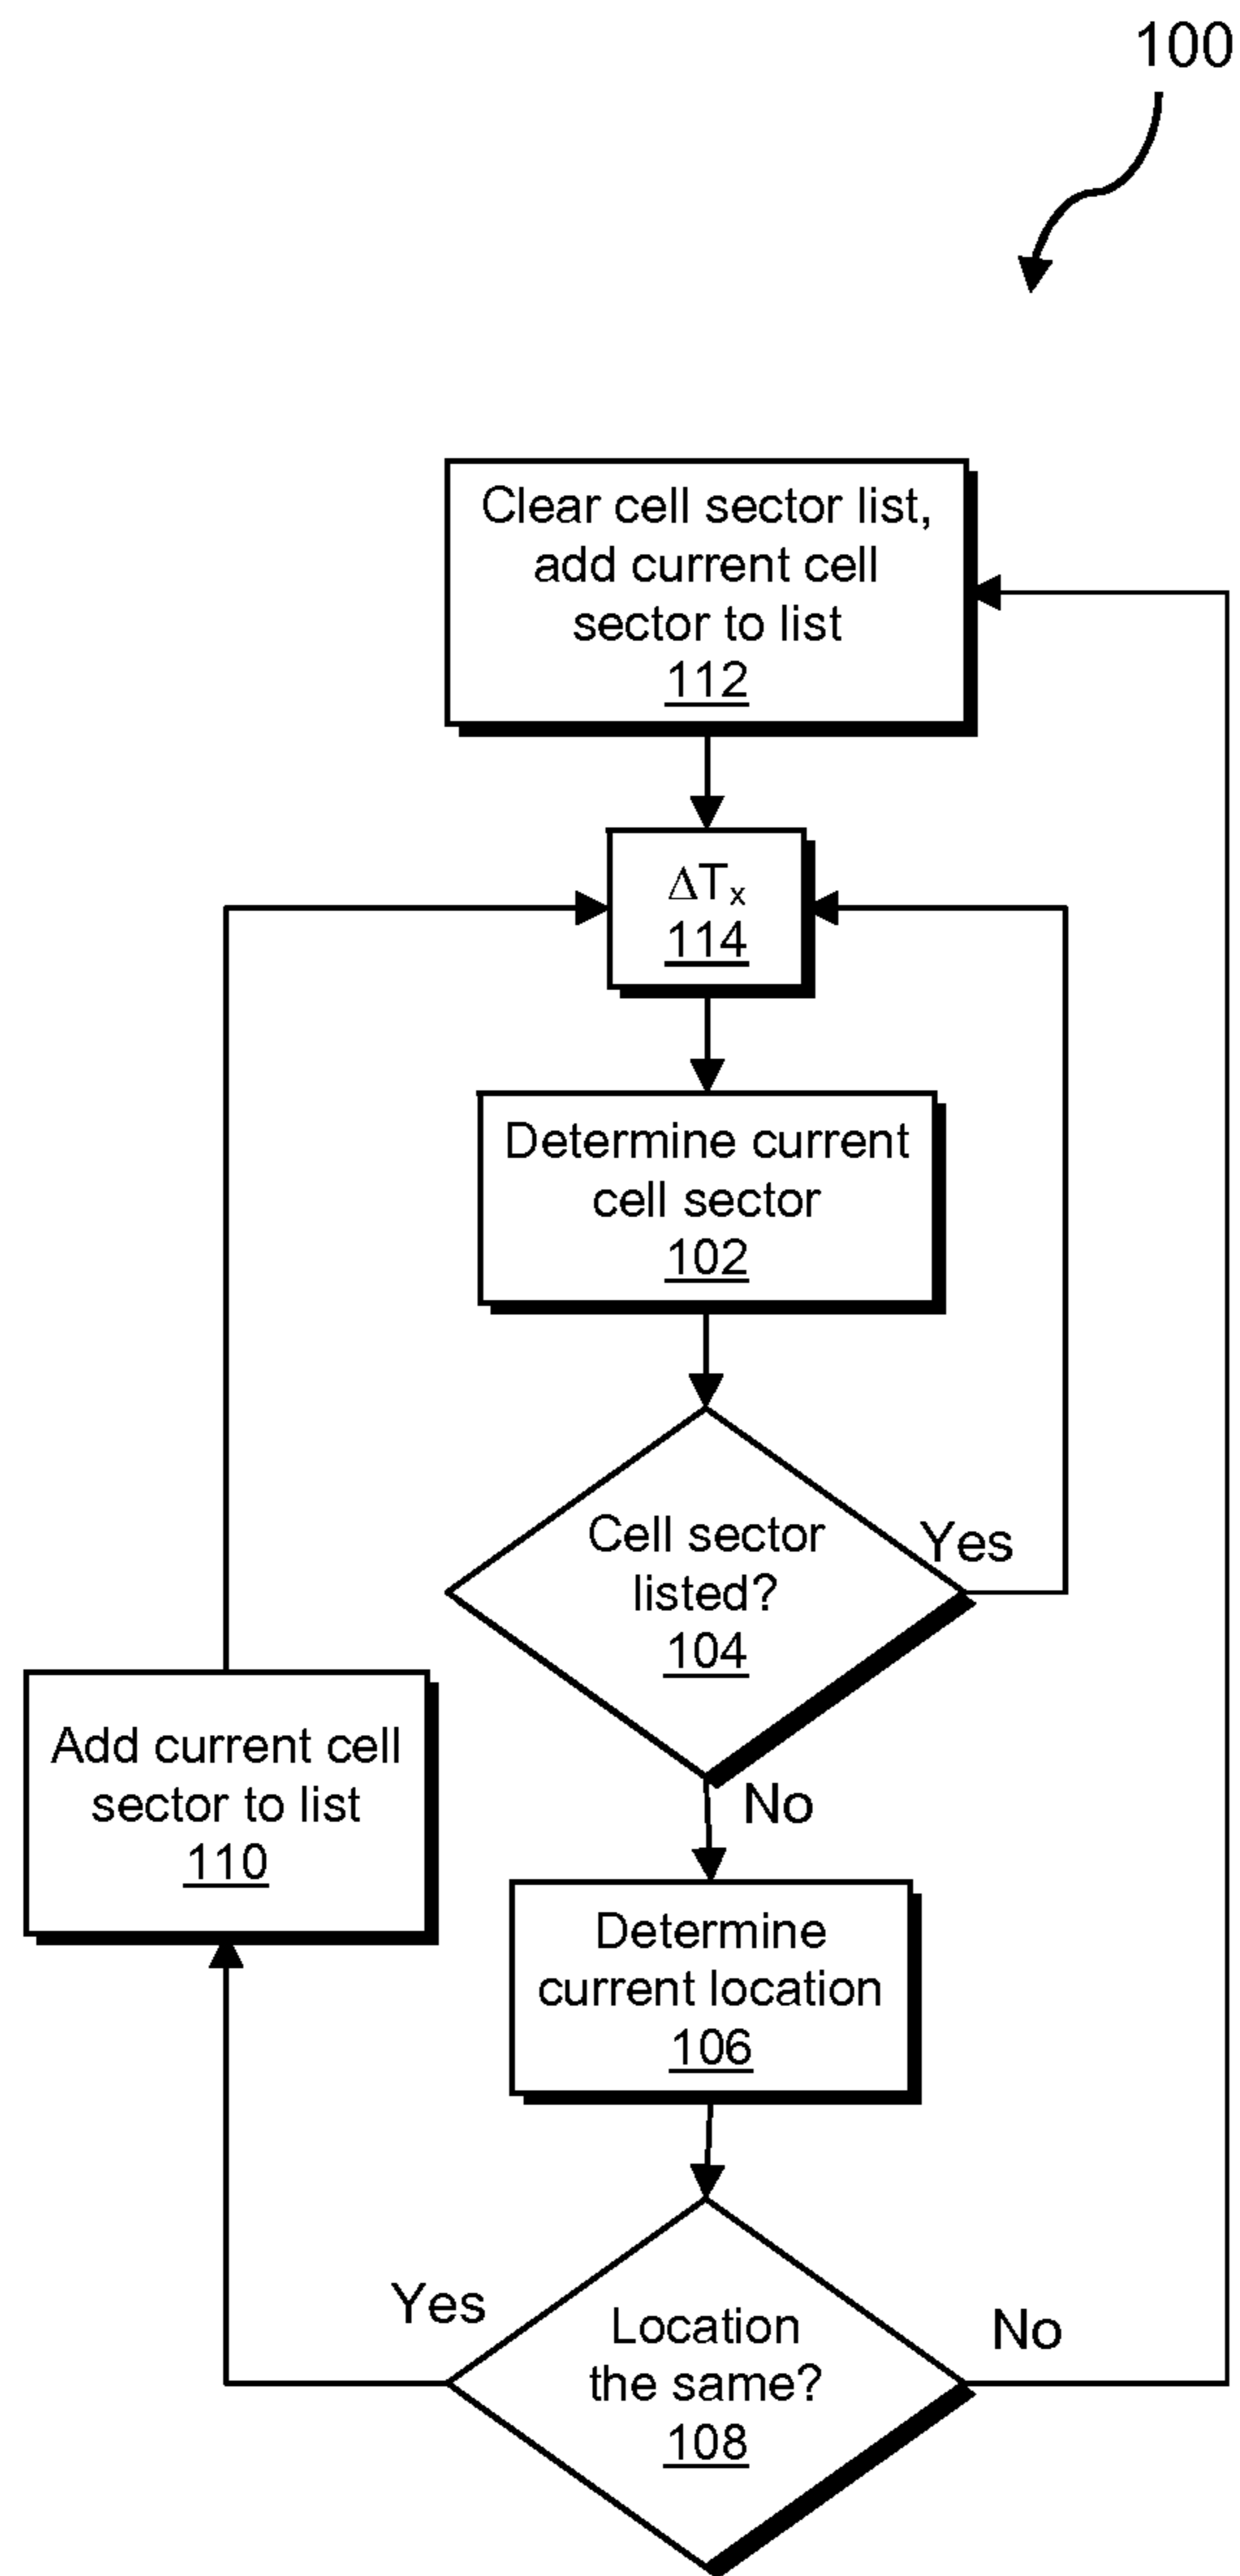 100
Clear cell sector list,
add current cell
sector to list
112
ΔTx
114
Determine current
cell sector
102
Cell sector
listed?
104
Yes
No
Add current cell
sector to list
110
Determine
current location
106
Location
the same?
108
Yes
No